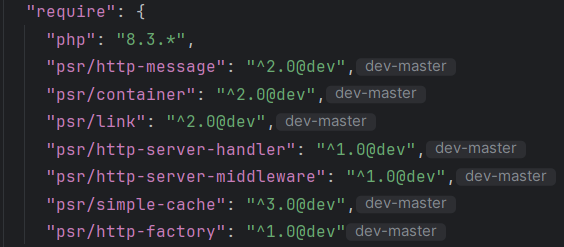 "require": {
"php": "8.3.*",
"psr/http-message": "^2.0@dev", dev-master
"psr/container": "^2.0@dev", dev-master
"psr/link": "^2.0@dev", dev-master
"psr/http-server-handler": "^1.0@dev", dev-master
"psr/http-server-middleware": "^1.0@dev", dev-master
"psr/simple-cache": "^3.0@dev", dev-master
"psr/http-factory": "^1.0@dev" dev-master